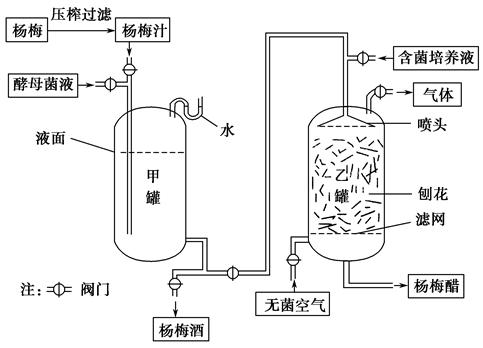 压榨过滤
杨梅
杨梅汁
酵母菌液
液面
水
甲罐
含菌培养液
气体
喷头
乙罐
刨花
滤网
注:
阀门
杨梅酒
无菌空气
杨梅醋